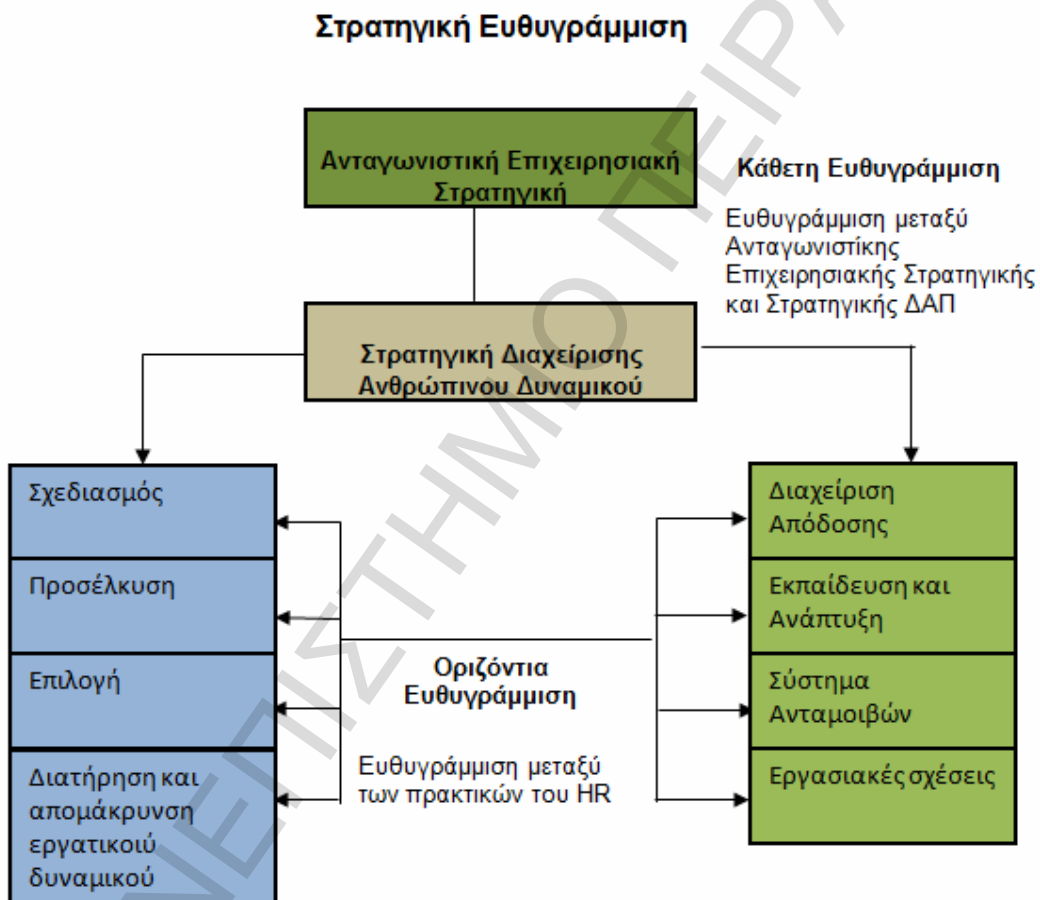 Στρατηγική Ευθυγράμμιση
Ανταγωνιστική Επιχειρησιακή
Στρατηγική
Κάθετη Ευθυγράμμιση
Ευθυγράμμιση μεταξύ
Ανταγωνιστίκης
Επιχειρησιακής Στρατηγικής
και Στρατηγικής ΔΑΠ
Στρατηγική Διαχείρισης
Ανθρώπινου Δυναμικού
Σχεδιασμός
Προσέλκυση
Επιλογή
Διατήρηση και
απομάκρυνση
εργατικοιύ
δυναμικού
Οριζόντια
Ευθυγράμμιση
Ευθυγράμμιση μεταξύ
των πρακτικών του HR
Διαχείριση
Απόδοσης
Εκπαίδευση και
Ανάπτυξη
Σύστημα
Ανταμοιβών
Εργασιακές σχέσεις
ΝΕΠΙΣΤΗΜΙΟ ΠΕΙΡΑ